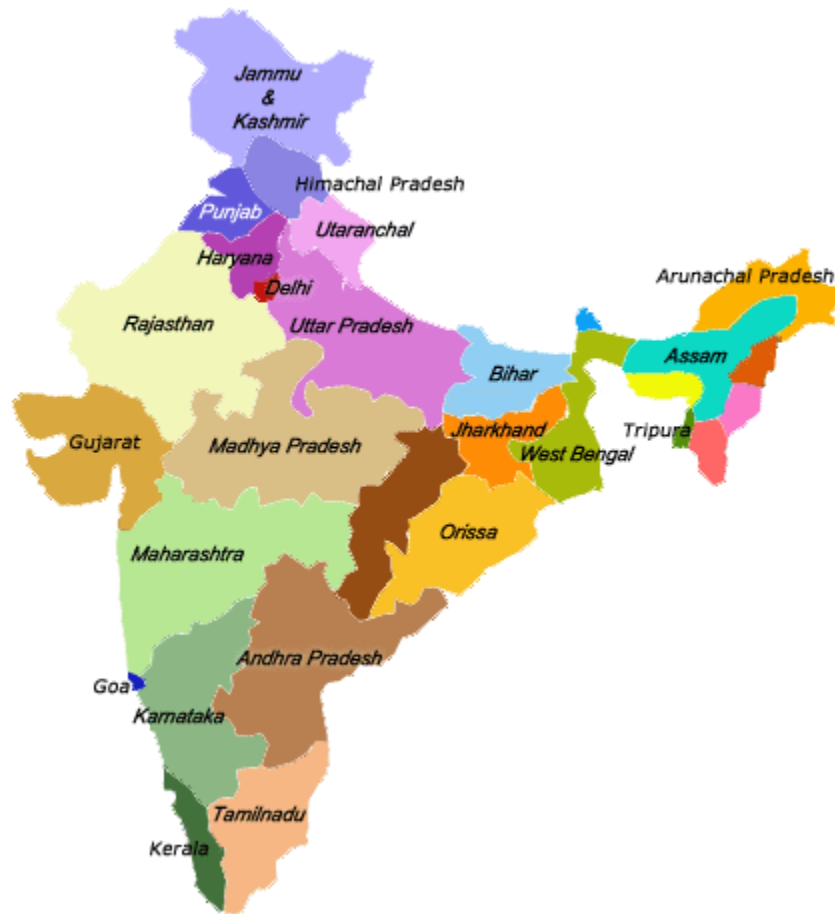 Jammu
&
Kashmir
Himachal Pradesh
Punjab
Utaranchal
Haryana
Delhi
Arunachal Pradesh
Rajasthan
Uttar Pradesh
Assam
Bihar
Gujarat
Madhya Pradesh
Jharkhand
Tripura
West Bengal
Orissa
Maharashtra
Andhra Pradesh
Goa
Karnataka
Tamilnadu
Kerala